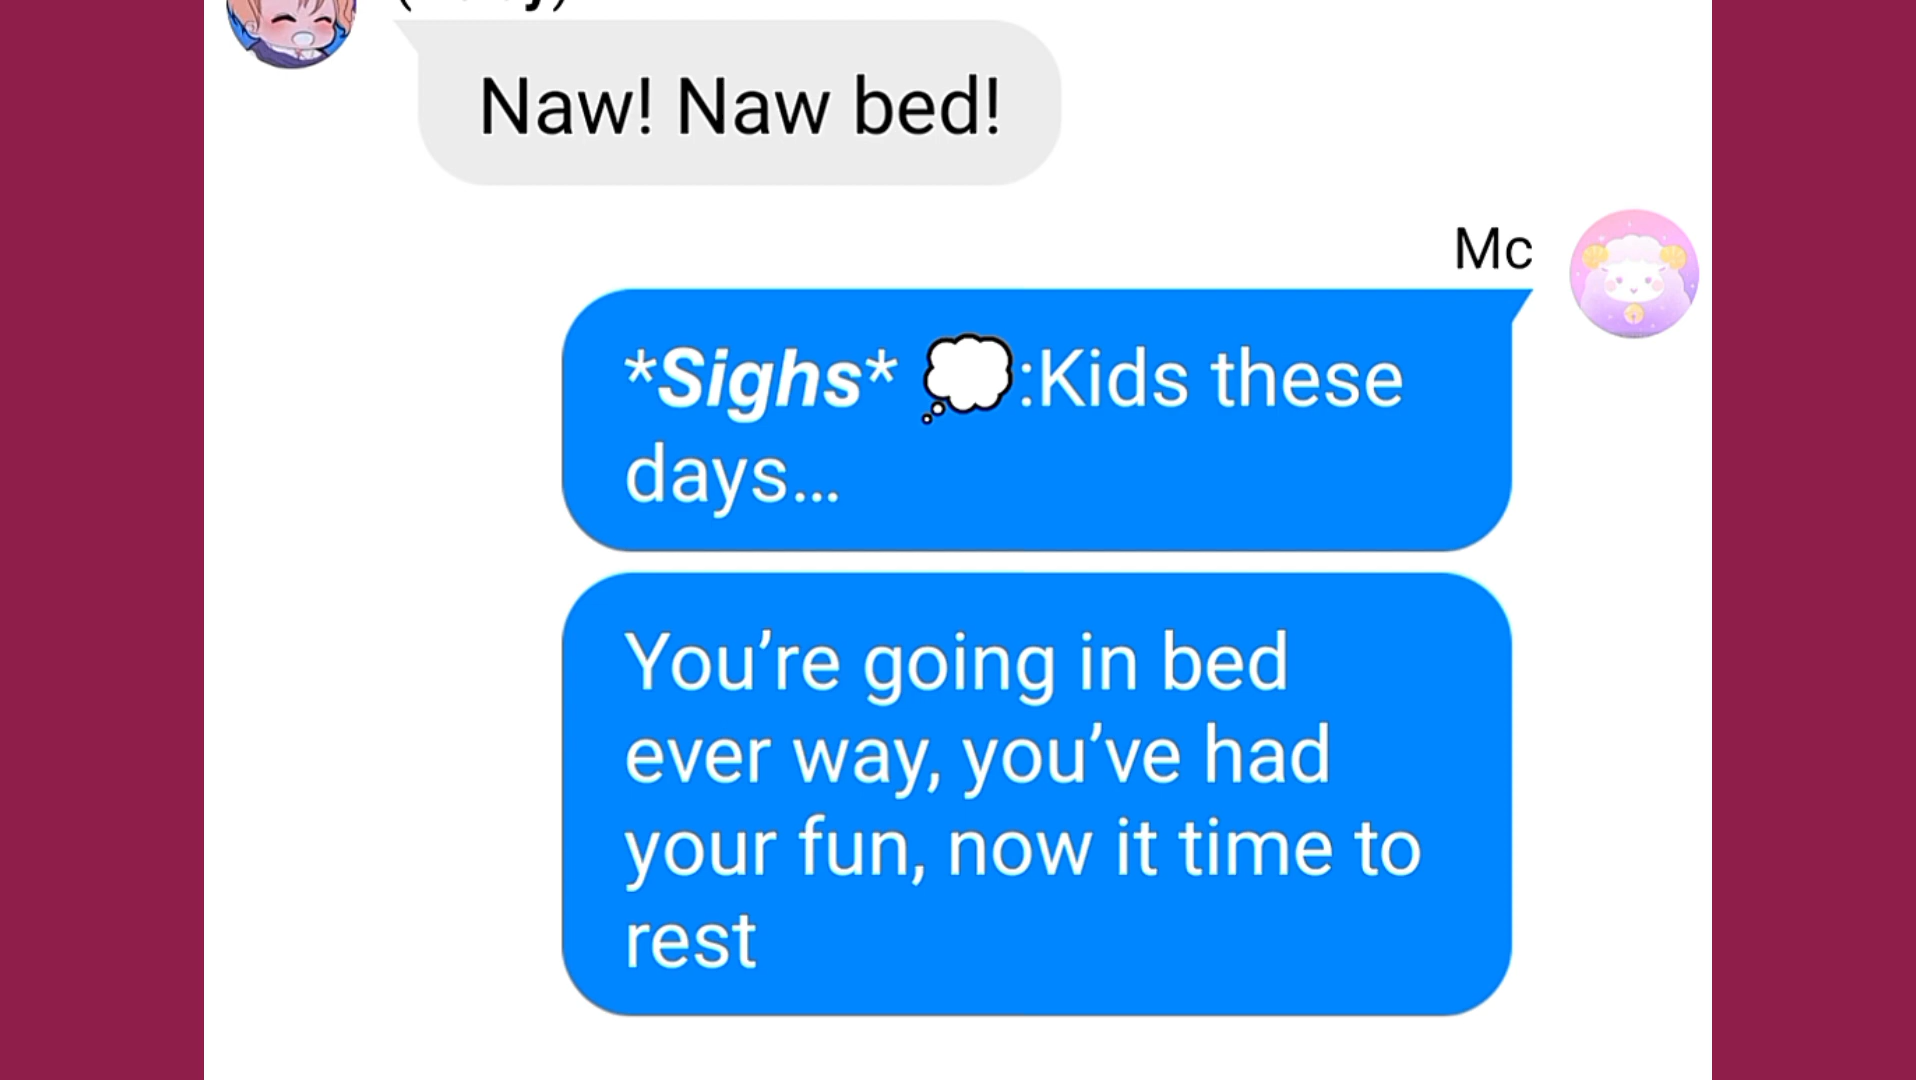 Naw! Naw bed!
Mc
*Sighs* 💭:Kids these
days…
You’re going in bed
ever way, you’ve had
your fun, now it time to
rest